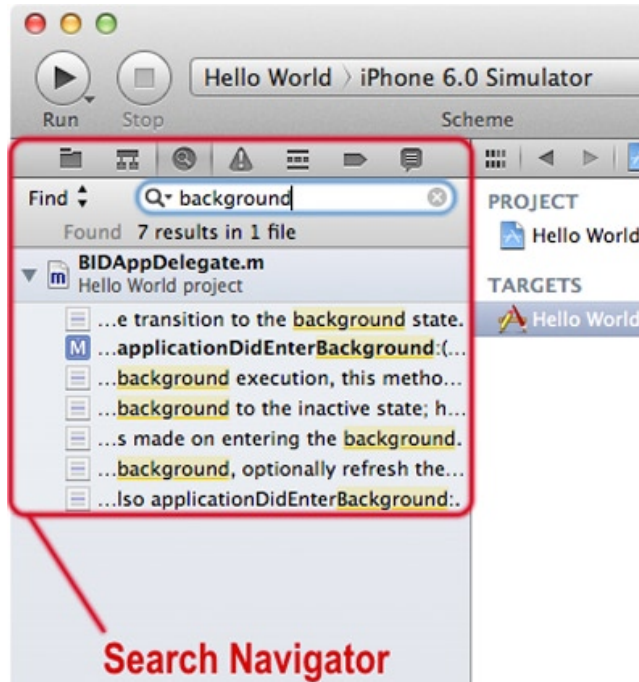 Hello World > iPhone 6.0 Simulator
Run
Stop
Scheme
Find
background
Found 7 results in 1 file
BIDAppDelegate.m
Hello World project
...e transition to the background state.
M ...applicationDidEnterBackground:(...
...background execution, this metho...
...background to the inactive state; h...
...s made on entering the background.
...background, optionally refresh the...
...lso applicationDidEnterBackground:.
PROJECT
Hello World
TARGETS
Hello World
Search Navigator